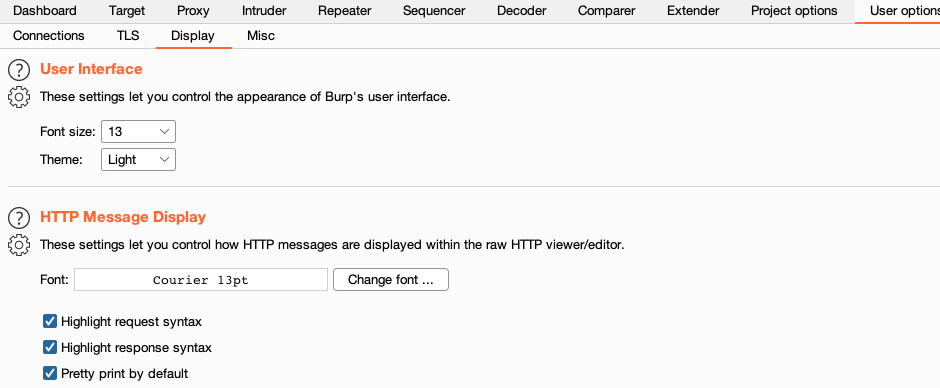 Dashboard Target Proxy Intruder Repeater Sequencer Decoder Comparer Extender Project options User options
Connections TLS Display Misc
User Interface
These settings let you control the appearance of Burp's user interface.
Font size: 13
Theme: Light
HTTP Message Display
These settings let you control how HTTP messages are displayed within the raw HTTP viewer/editor.
Font: Courier 13pt Change font ...
Highlight request syntax
Highlight response syntax
Pretty print by default